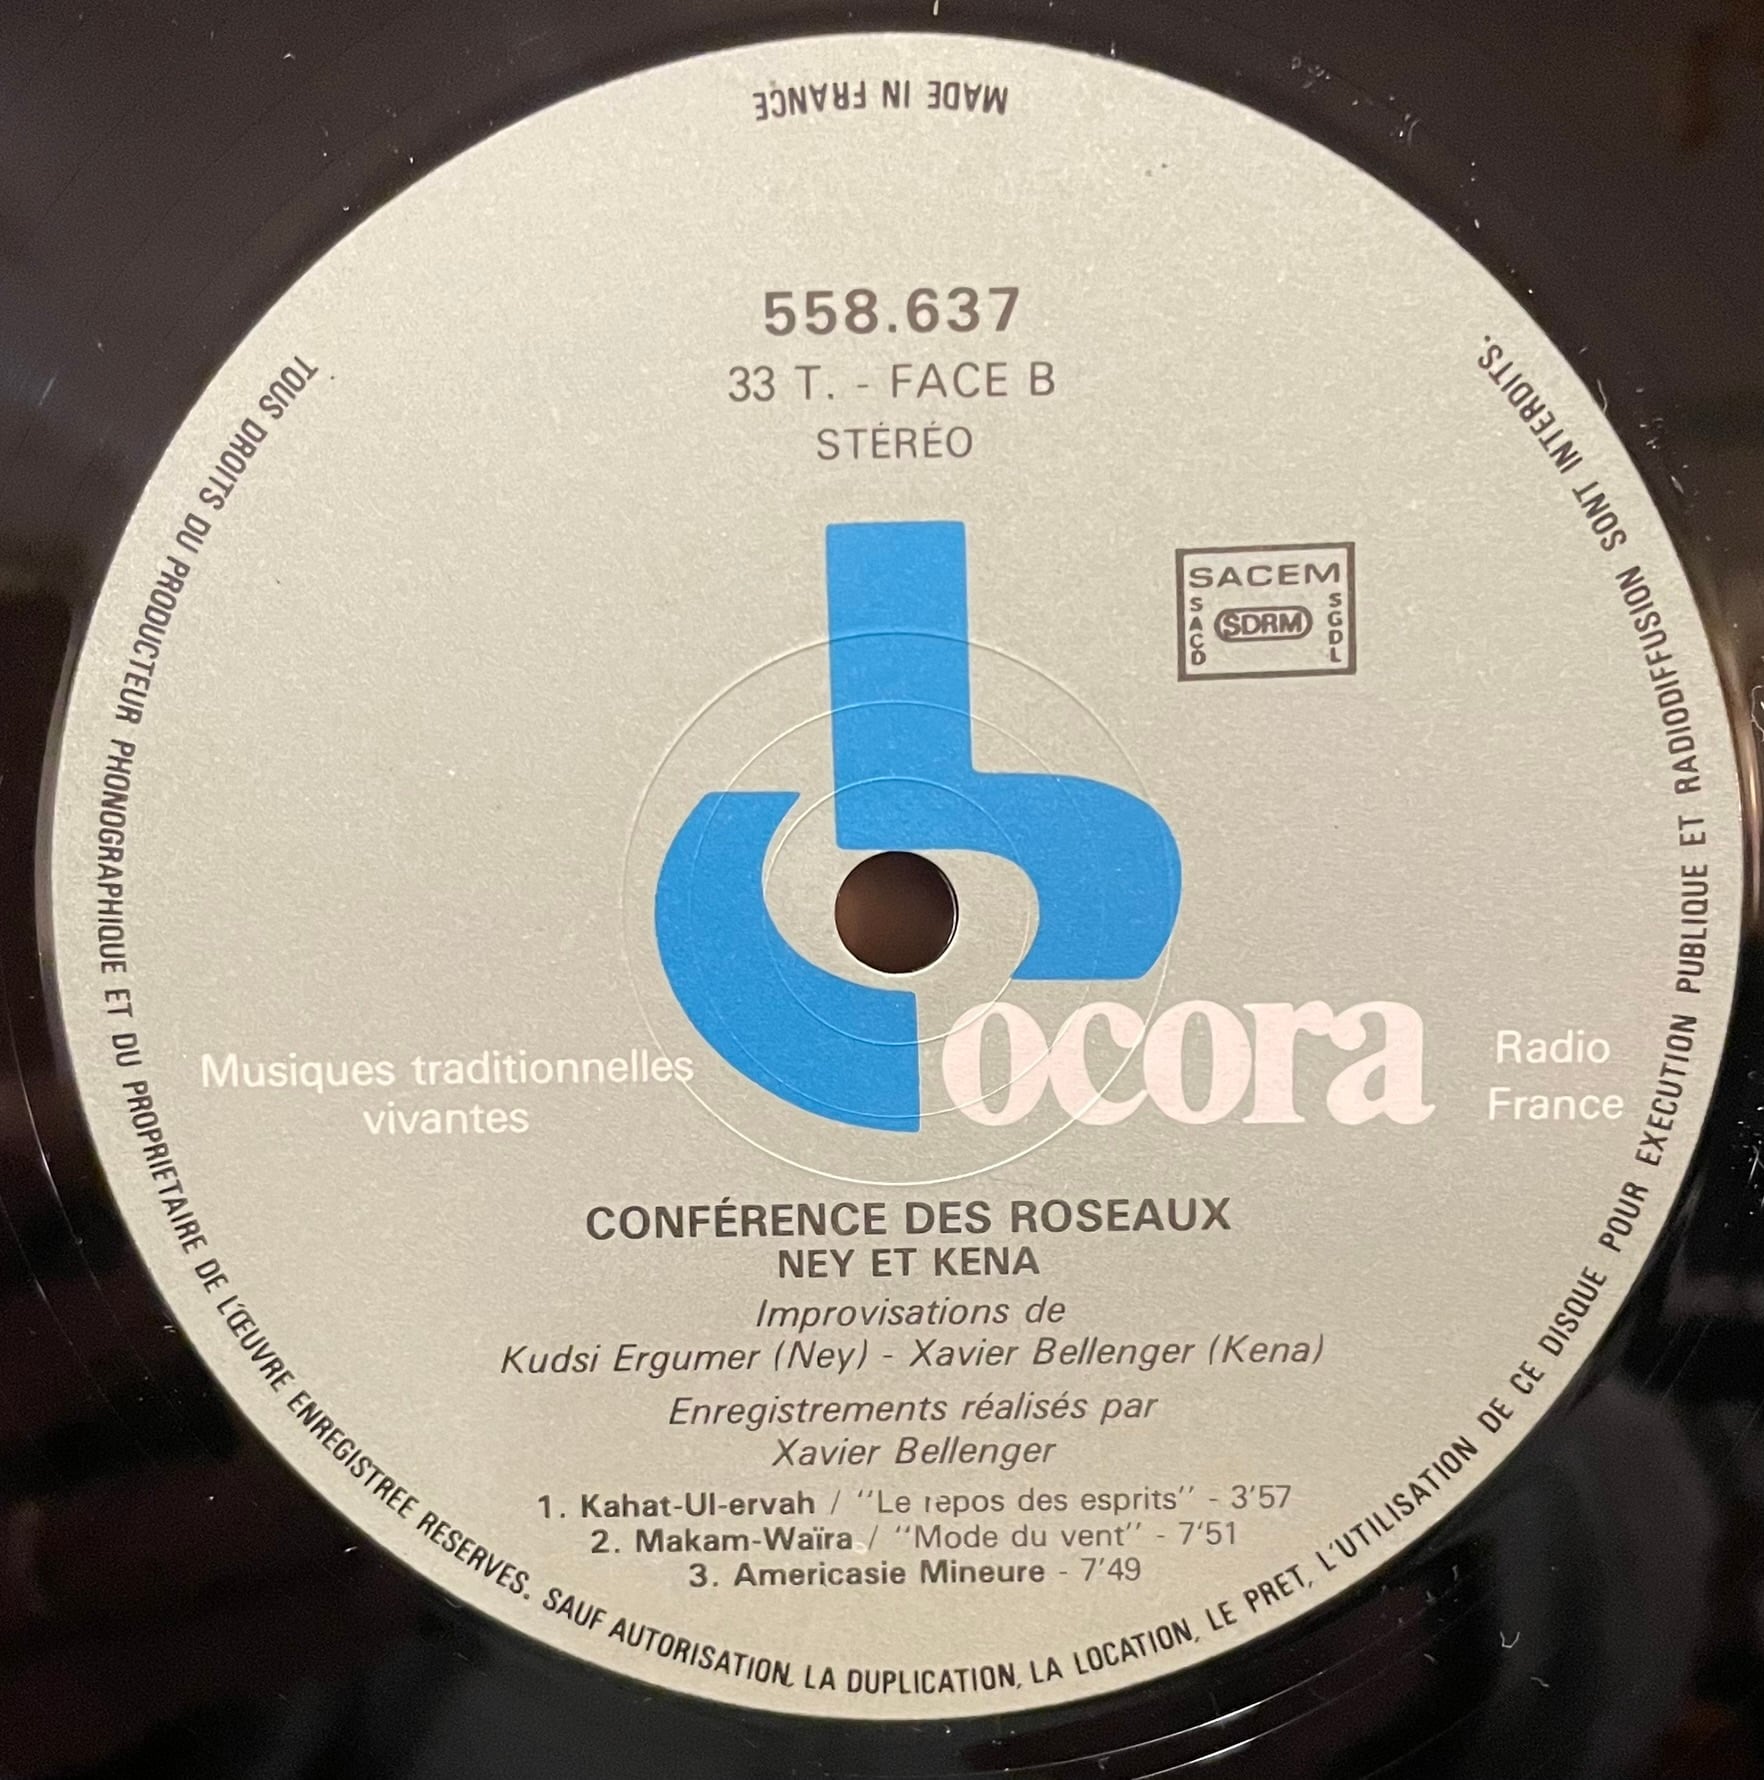 MADE IN FRANCE
558.637
33 T. - FACE B
STÉRÉO
SACEM
SACD
SDRM
SGDL
Musiques traditionnelles
vivantes
ocora
Radio
France
CONFÉRENCE DES ROSEAUX
NEY ET KENA
Improvisations de
Kudsi Ergumer (Ney) - Xavier Bellenger (Kena)
Enregistrements réalisés par
Xavier Bellenger
1. Kahat-Ul-ervah / ''Le repos des esprits'' - 3'57
2. Makam-Waïra / ''Mode du vent'' - 7'51
3. Americasie Mineure - 7'49
TOUS DROITS DU PRODUCTEUR PHONOGRAPHIQUE ET DU PROPRIETAIRE DE L'ŒUVRE ENREGISTREE RESERVES. SAUF AUTORISATION, LA DUPLICATION, LA LOCATION, LE PRET, L'UTILISATION DE CE DISQUE POUR EXECUTION PUBLIQUE ET RADIODIFFUSION SONT INTERDITS.